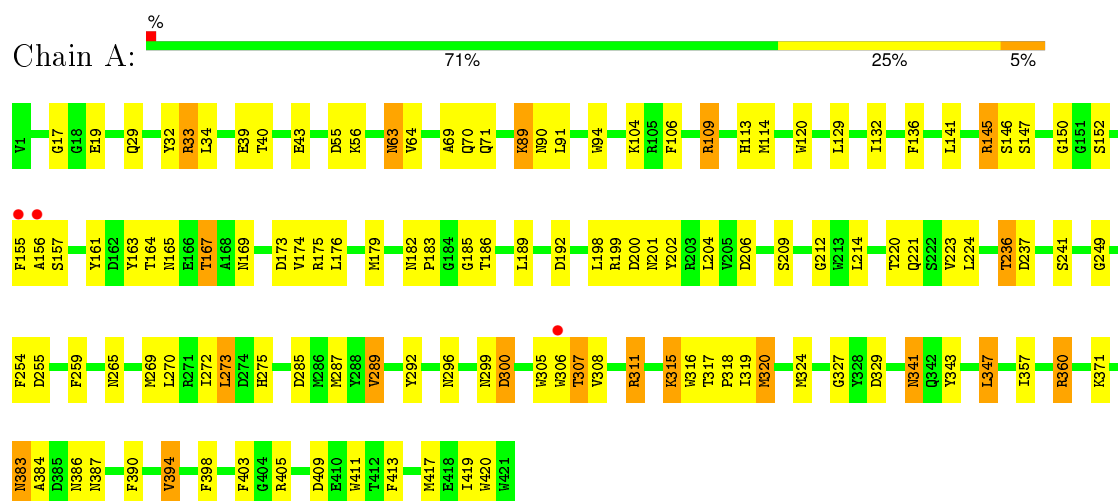 %
Chain A:
71% 25% 5%
V1 G17 G18 E19 Q29 Y32 R33 L34 E39 T40 E43 D55 K56 N63 V64 A69 Q70 Q71 K89 N90 L91 W94 K104 R105 F106 R109 H113 M114 W120 L129 I132 F136 L141 R145 S146 S147 G150 G151 S152
F155 A156 S157 Y161 D162 Y163 T164 N165 E166 T167 A168 N169 D173 V174 R175 L176 M179 N182 P183 G184 G185 T186 L189 D192 L198 R199 D200 N201 Y202 R203 L204 V205 D206 S209 G212 W213 L214 T220 Q221 S222 V223 L224 T236 D237 S241 G249
F254 D255 F259 N265 M269 L270 R271 I272 L273 D274 H275 D285 M286 M287 Y288 V289 Y292 N296 N299 D300 W305 W306 T307 V308 R311 K315 W316 T317 P318 I319 M320 M324 G327 Y328 D329 N341 Q342 Y343 L347 I357 R360 K371
N383 A384 D385 N386 N387 F390 V394 F398 F403 G404 R405 D409 E410 W411 T412 F413 M417 E418 I419 W420 W421